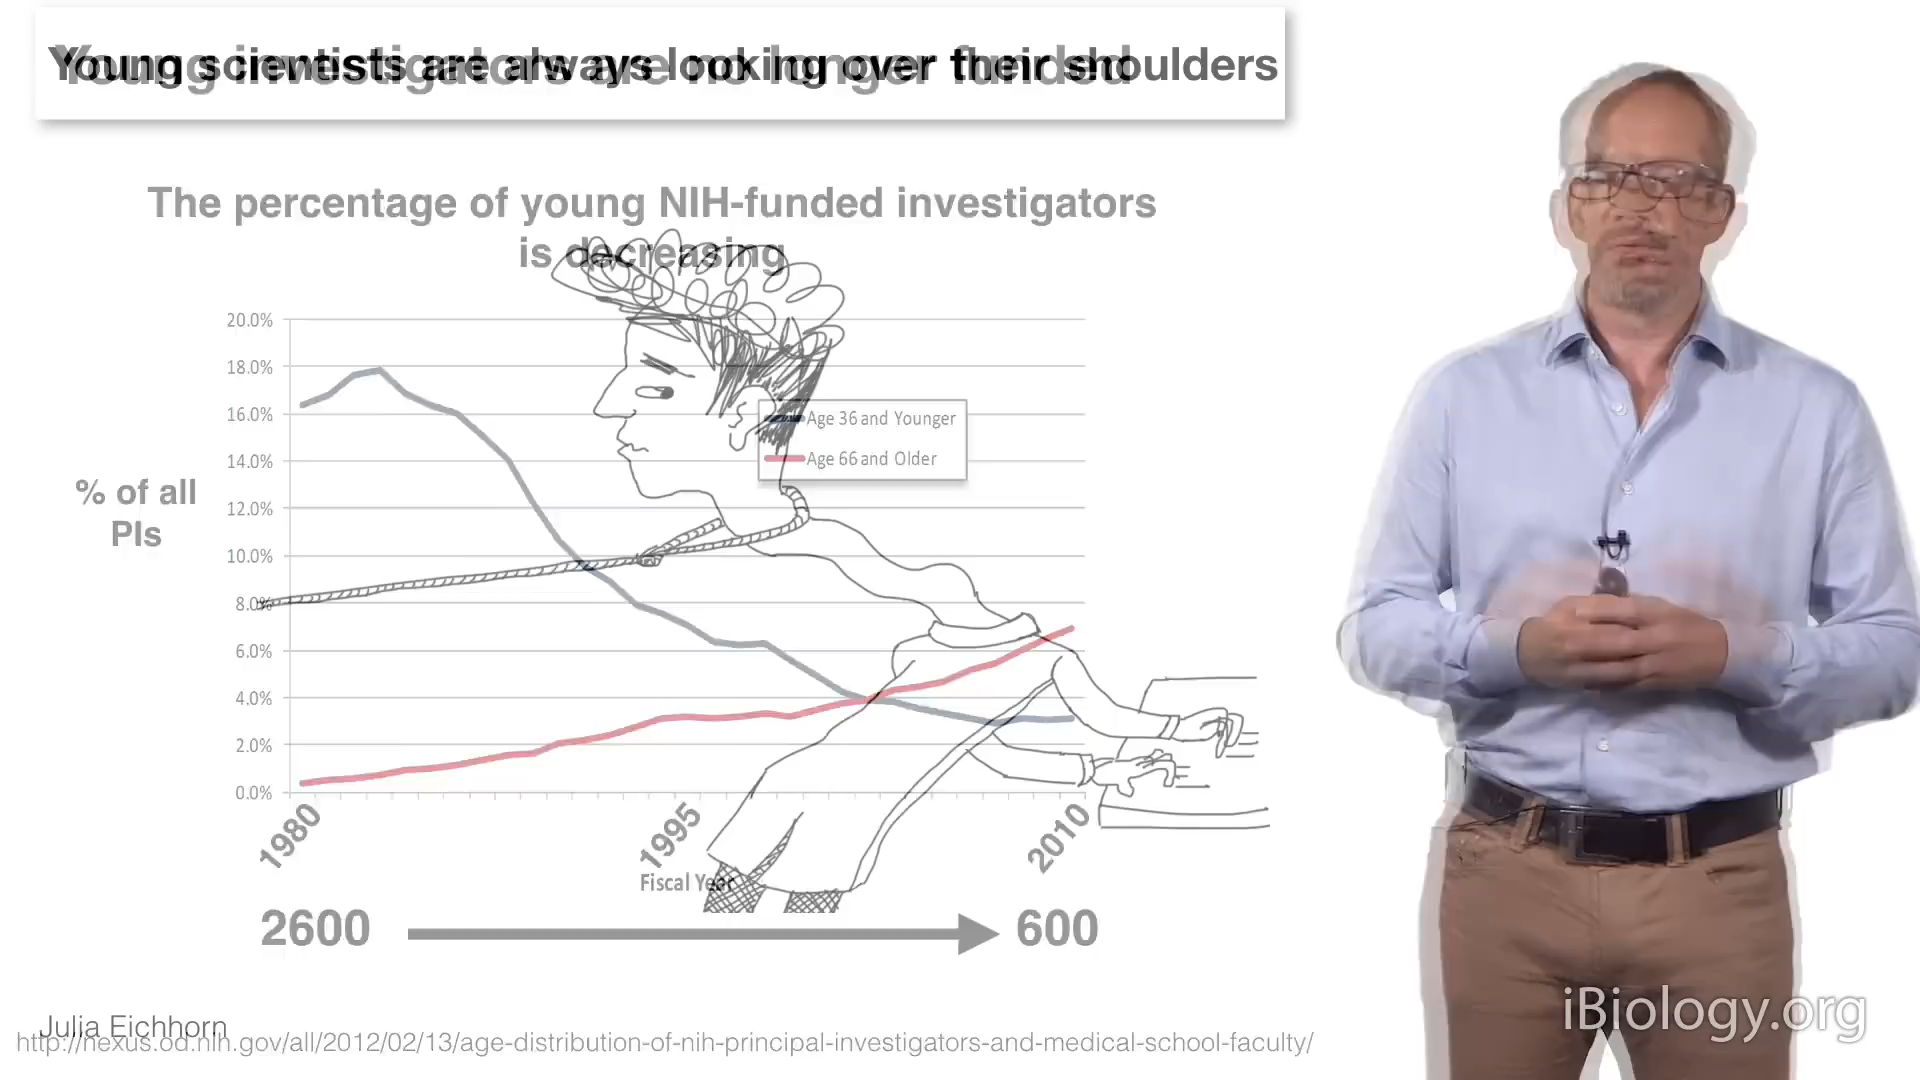 Young scientists are always looking over their shoulders
Young investigators are no longer funded
The percentage of young NIH-funded investigators
is decreasing
20.0%
18.0%
16.0%
14.0%
12.0%
10.0%
8.0%
6.0%
4.0%
2.0%
0.0%
% of all
PIs
Age 36 and Younger
Age 66 and Older
1980
1995
2010
Fiscal Year
2600
600
Julia Eichhorn
http://nexus.od.nih.gov/all/2012/02/13/age-distribution-of-nih-principal-investigators-and-medical-school-faculty/
iBiology.org